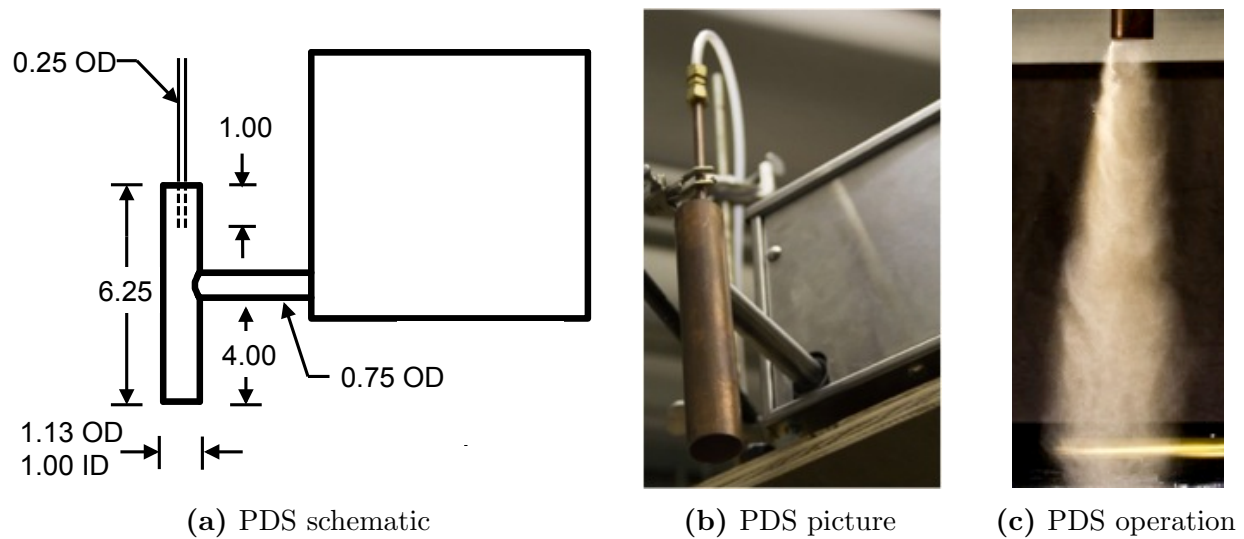 0.25 OD
1.00
6.25
4.00
0.75 OD
1.13 OD
1.00 ID
(a) PDS schematic
(b) PDS picture
(c) PDS operation